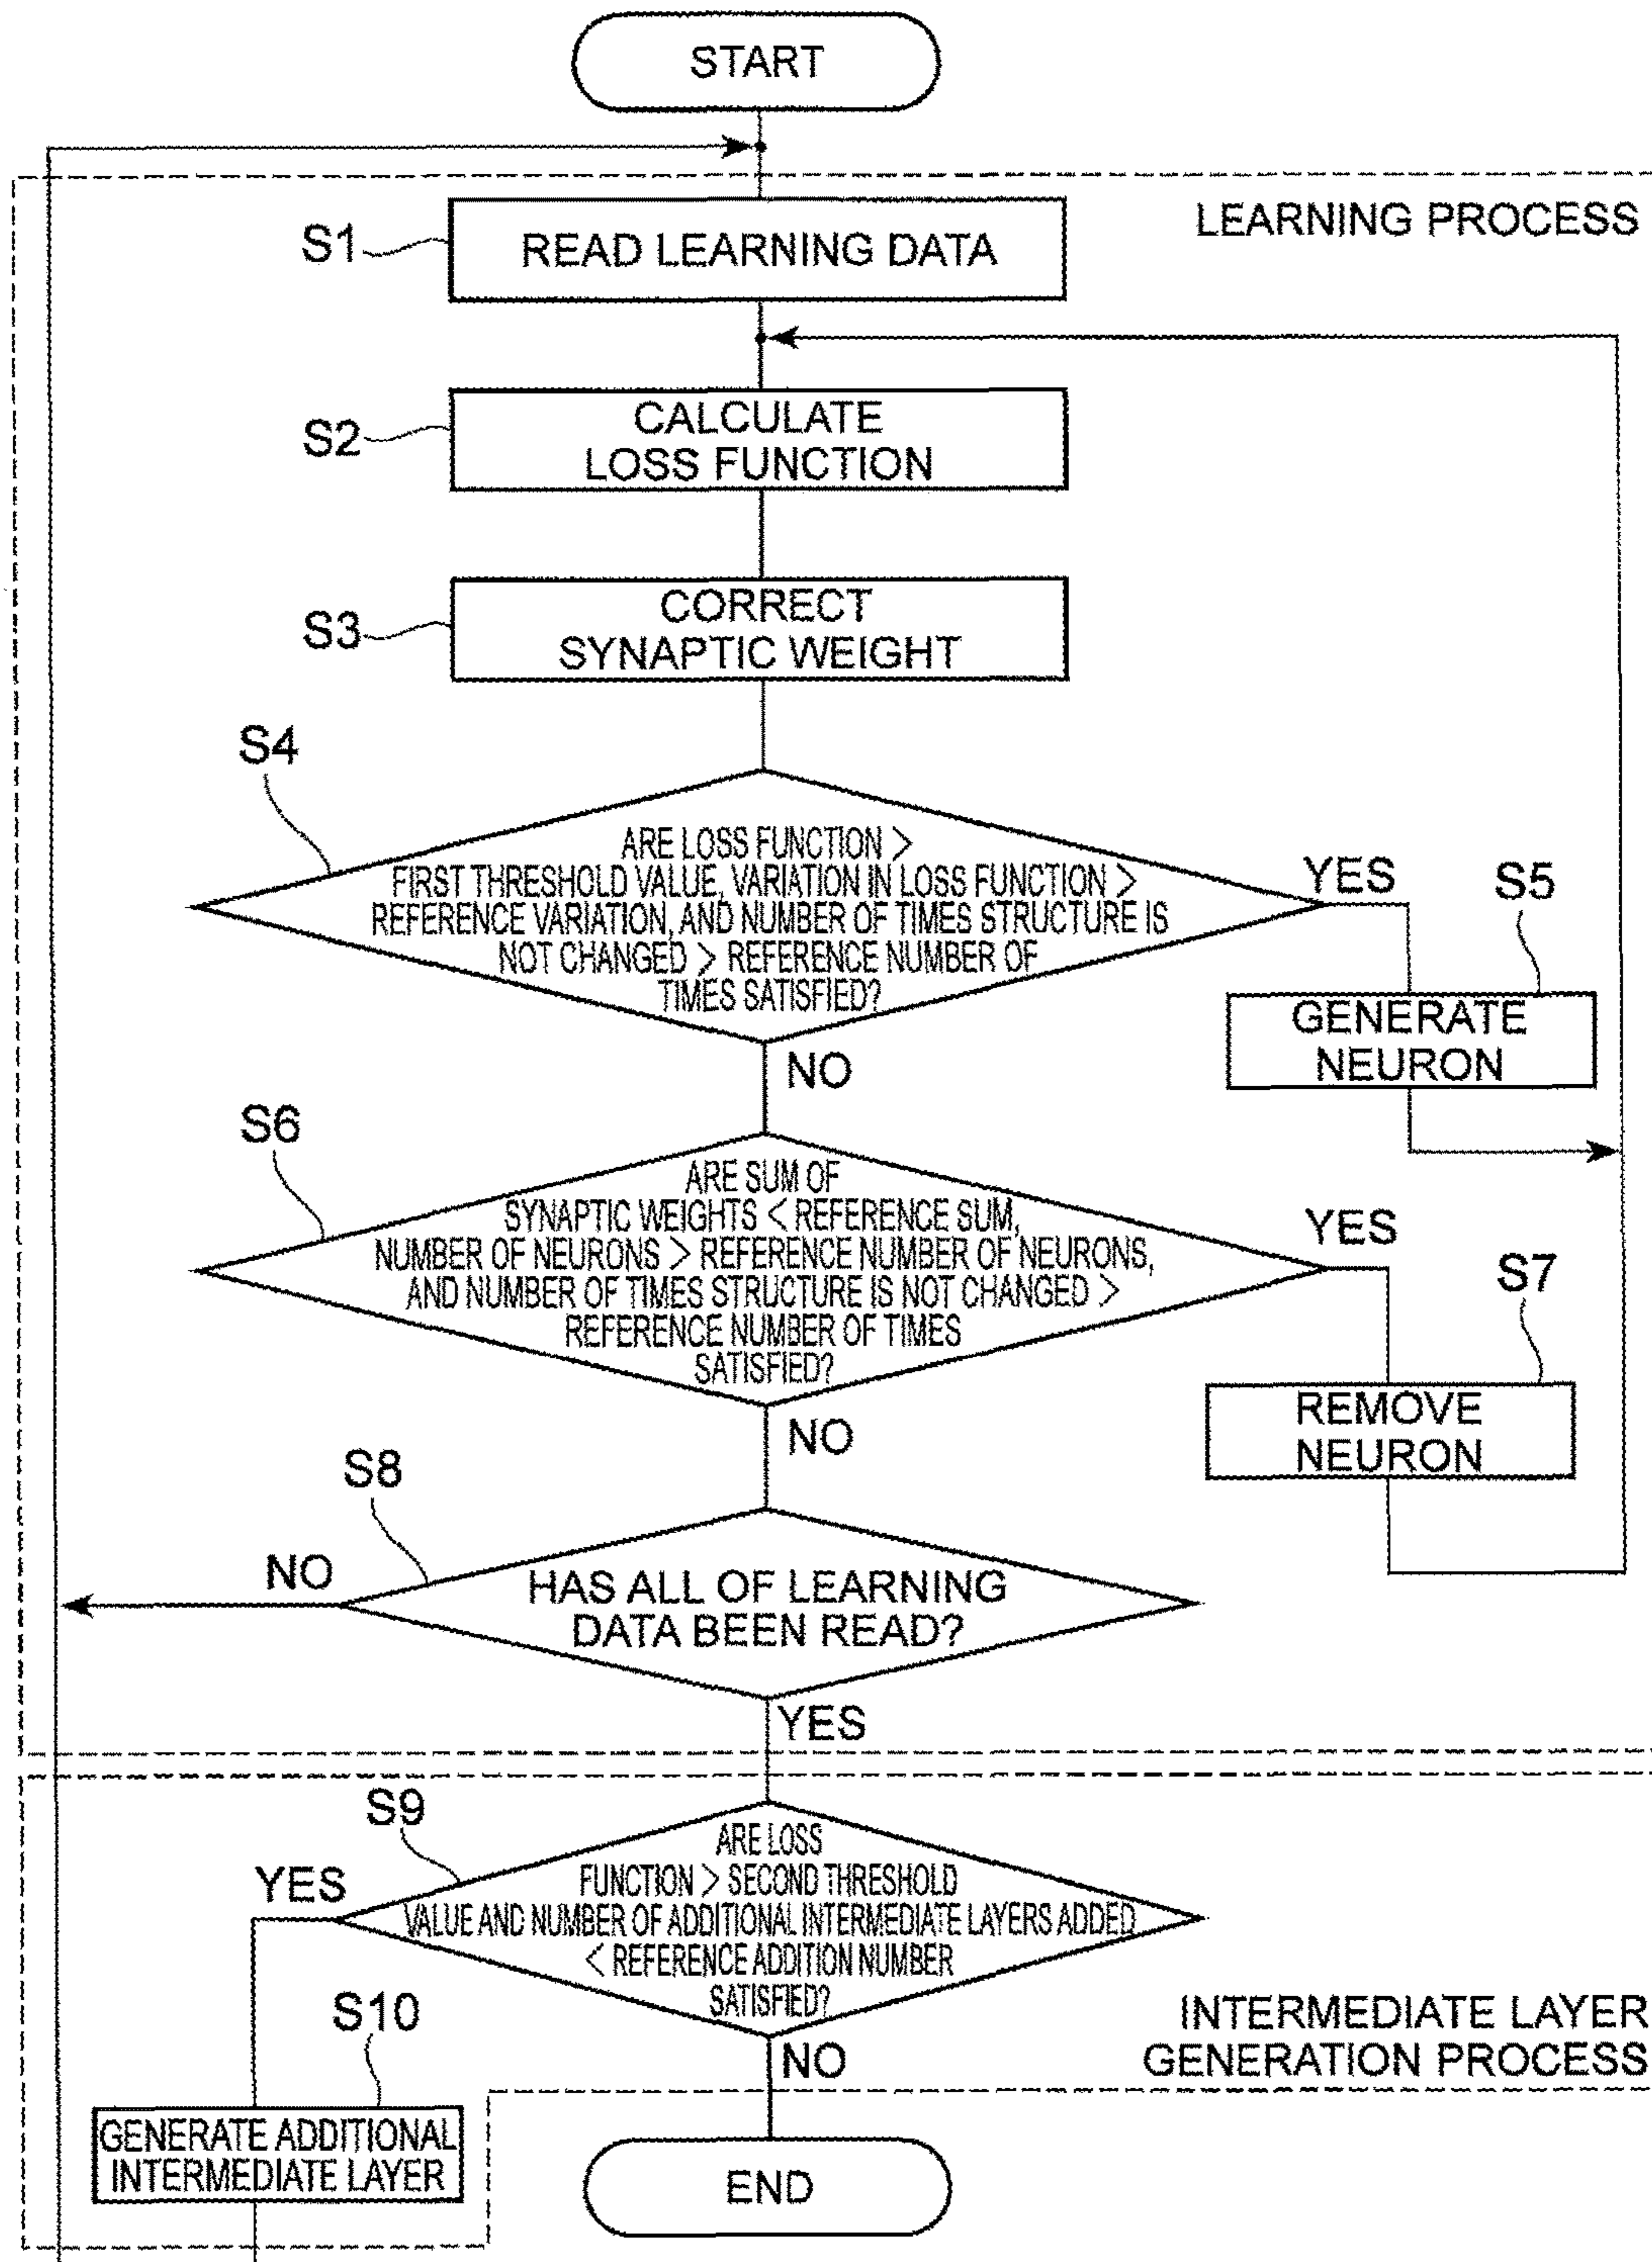 START
LEARNING PROCESS
S1
READ LEARNING DATA
S2
CALCULATE
LOSS FUNCTION
S3
CORRECT
SYNAPTIC WEIGHT
S4
ARE LOSS FUNCTION >
FIRST THRESHOLD VALUE, VARIATION IN LOSS FUNCTION >
REFERENCE VARIATION, AND NUMBER OF TIMES STRUCTURE IS
NOT CHANGED > REFERENCE NUMBER OF
TIMES SATISFIED?
YES
S5
GENERATE
NEURON
NO
S6
ARE SUM OF
SYNAPTIC WEIGHTS < REFERENCE SUM,
NUMBER OF NEURONS > REFERENCE NUMBER OF NEURONS,
AND NUMBER OF TIMES STRUCTURE IS NOT CHANGED >
REFERENCE NUMBER OF TIMES
SATISFIED?
YES
S7
REMOVE
NEURON
NO
S8
NO
HAS ALL OF LEARNING
DATA BEEN READ?
YES
S9
YES
ARE LOSS
FUNCTION > SECOND THRESHOLD
VALUE AND NUMBER OF ADDITIONAL INTERMEDIATE LAYERS ADDED
< REFERENCE ADDITION NUMBER
SATISFIED?
S10
GENERATE ADDITIONAL
INTERMEDIATE LAYER
NO
INTERMEDIATE LAYER
GENERATION PROCESS
END